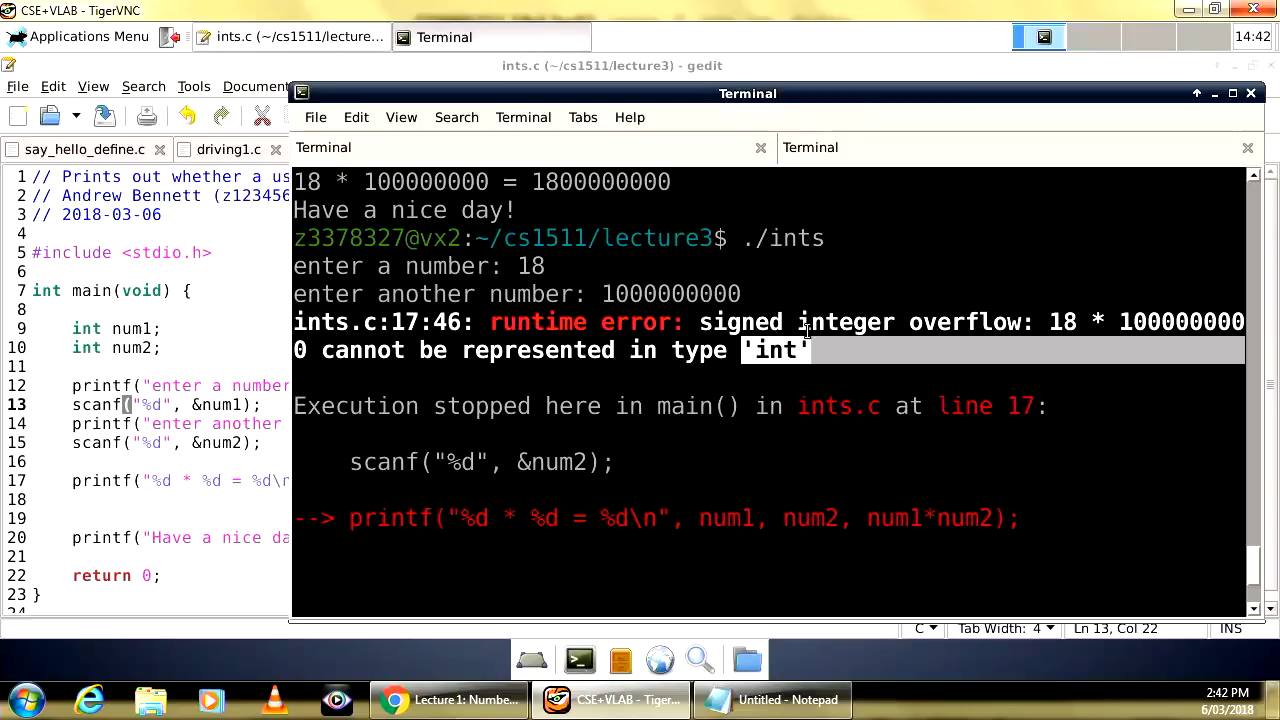 CSE+VLAB - TigerVNC
Applications Menu
ints.c (~/cs1511/lecture...
Terminal
14:42
ints.c (~/cs1511/lecture3) - gedit
File Edit View Search Tools Document
say_hello_define.c
driving1.c
1 // Prints out whether a us
2 // Andrew Bennett (z123456
3 // 2018-03-06
4
5 #include <stdio.h>
6
7 int main(void) {
8
9 int num1;
10 int num2;
11
12 printf("enter a number
13 scanf("%d", &num1);
14 printf("enter another
15 scanf("%d", &num2);
16
17 printf("%d * %d = %d\n
18
19
20 printf("Have a nice da
21
22 return 0;
23 }
24
Terminal
File Edit View Search Terminal Tabs Help
Terminal
Terminal
18 * 100000000 = 1800000000
Have a nice day!
z3378327@vx2:~/cs1511/lecture3$ ./ints
enter a number: 18
enter another number: 1000000000
ints.c:17:46: runtime error: signed integer overflow: 18 * 100000000
0 cannot be represented in type 'int'
Execution stopped here in main() in ints.c at line 17:
scanf("%d", &num2);
--> printf("%d * %d = %d\n", num1, num2, num1*num2);
C
Tab Width: 4
Ln 13, Col 22
INS
Lecture 1: Numbe...
CSE+VLAB - Tiger...
Untitled - Notepad
2:42 PM
6/03/2018